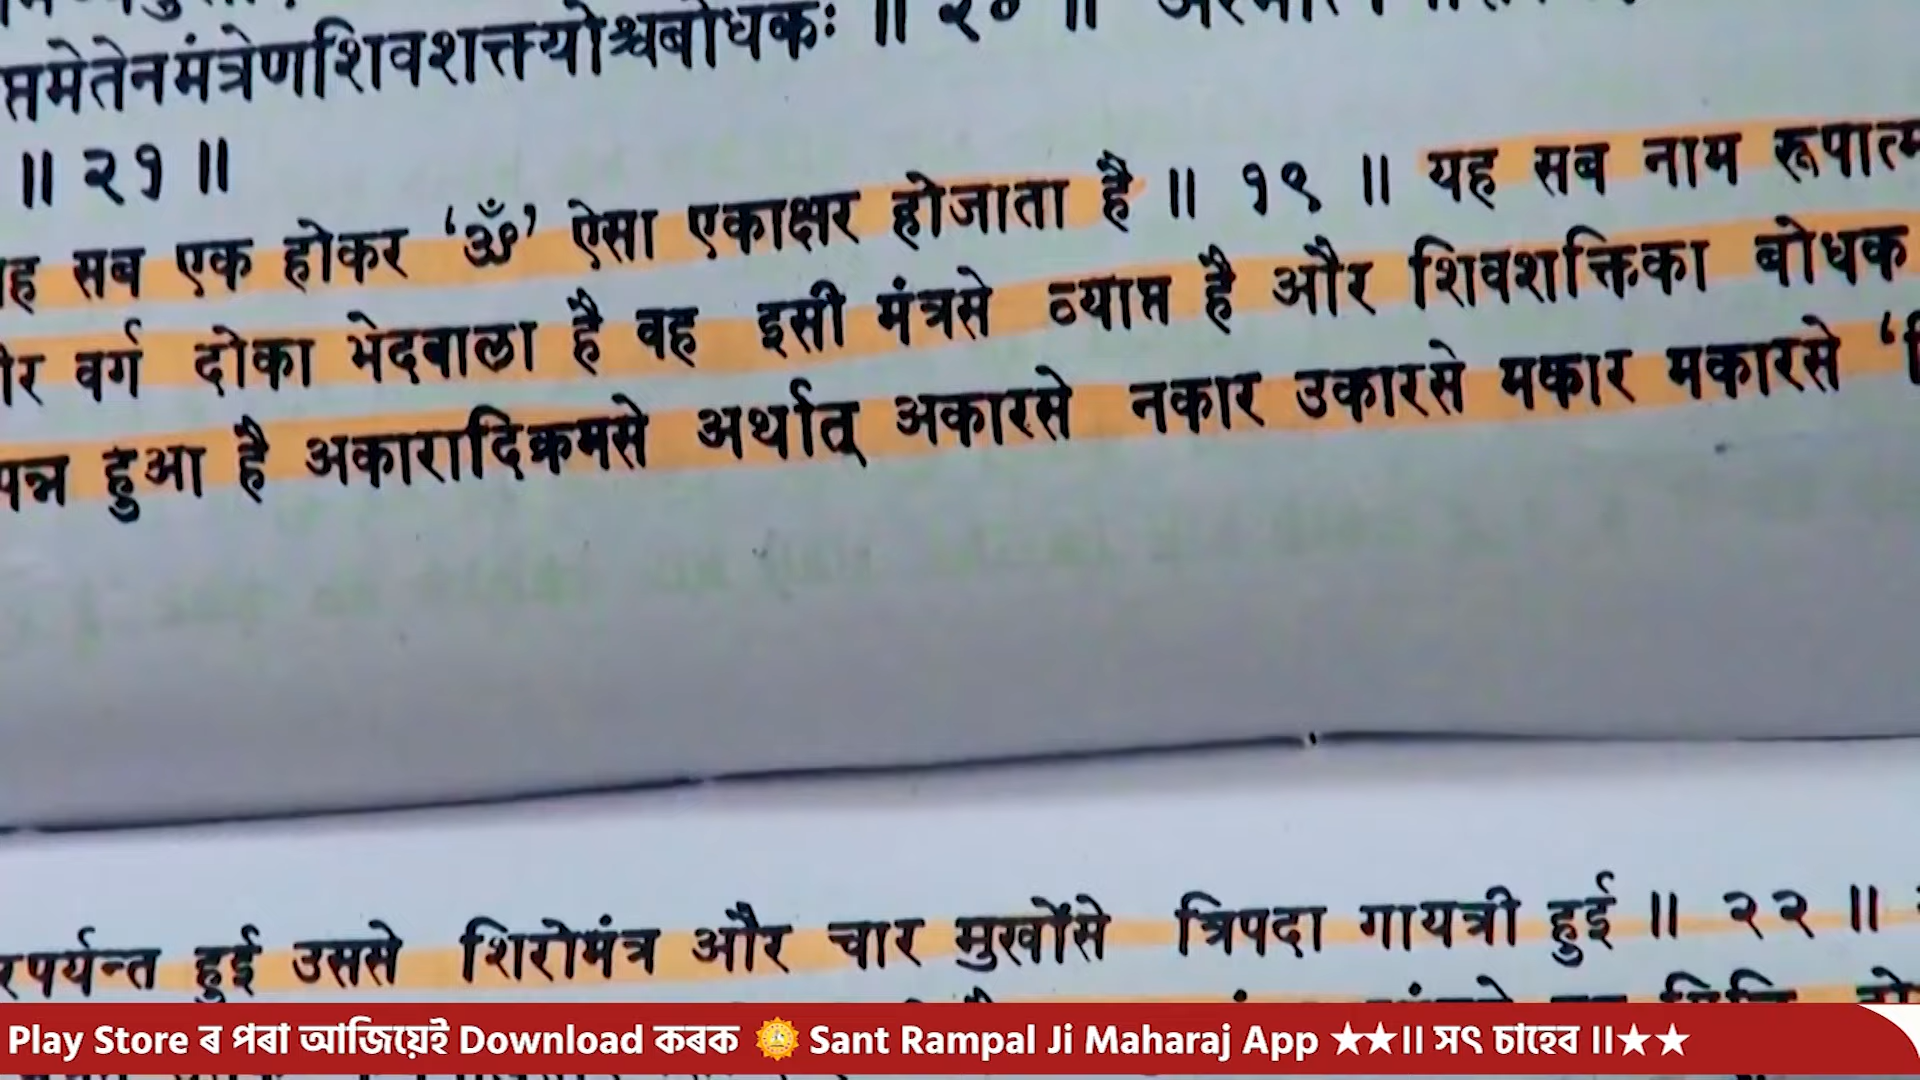 समेतेनमंत्रेणशिवशक्तयोश्चबोधकः ॥ २० ॥
॥ २१ ॥
सब एक होकर ‘ॐ’ ऐसा एकाक्षर होजाता है ॥ १९ ॥ यह सब नाम
वर्ग दोका भेदवाला है वह इसी मंत्रसे व्याप्त है और शिवशक्तिका बोधक
हुआ है अकारादिक्रमसे अर्थात् अकारसे नकार उकारसे मकार मकारसे
रपर्यन्त हुई उससे शिरोमंत्र और चार मुखोंसे त्रिपदा गायत्री हुई ॥ २२ ॥
Play Store ৰ পৰা আজিয়েই Download কৰক Sant Rampal Ji Maharaj App ★★।। সৎ চাহেব ।।★★